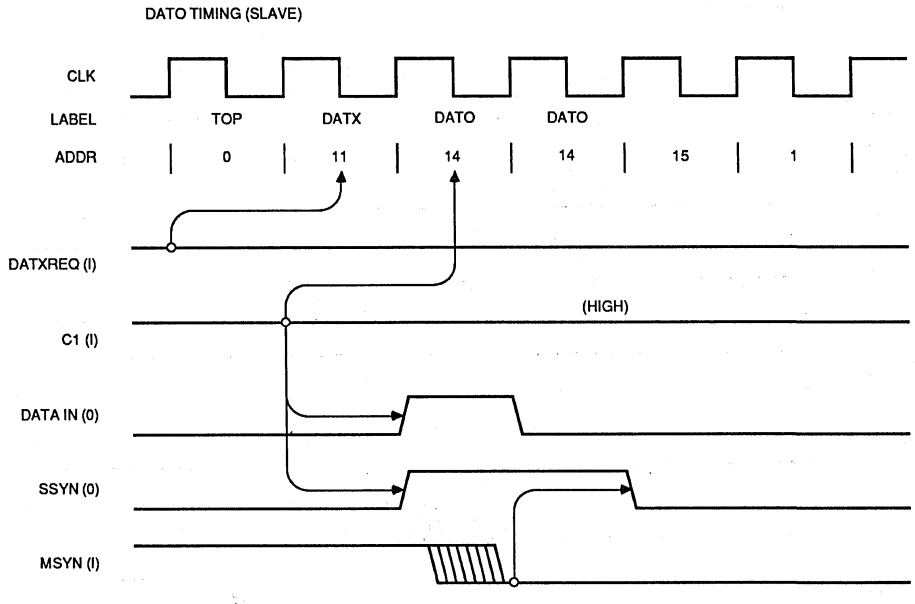 DATO TIMING (SLAVE)
CLK
LABEL TOP DATX DATO DATO
ADDR 0 11 14 14 15 1
DATXREQ (I)
(HIGH)
C1 (I)
DATA IN (0)
SSYN (0)
MSYN (I)